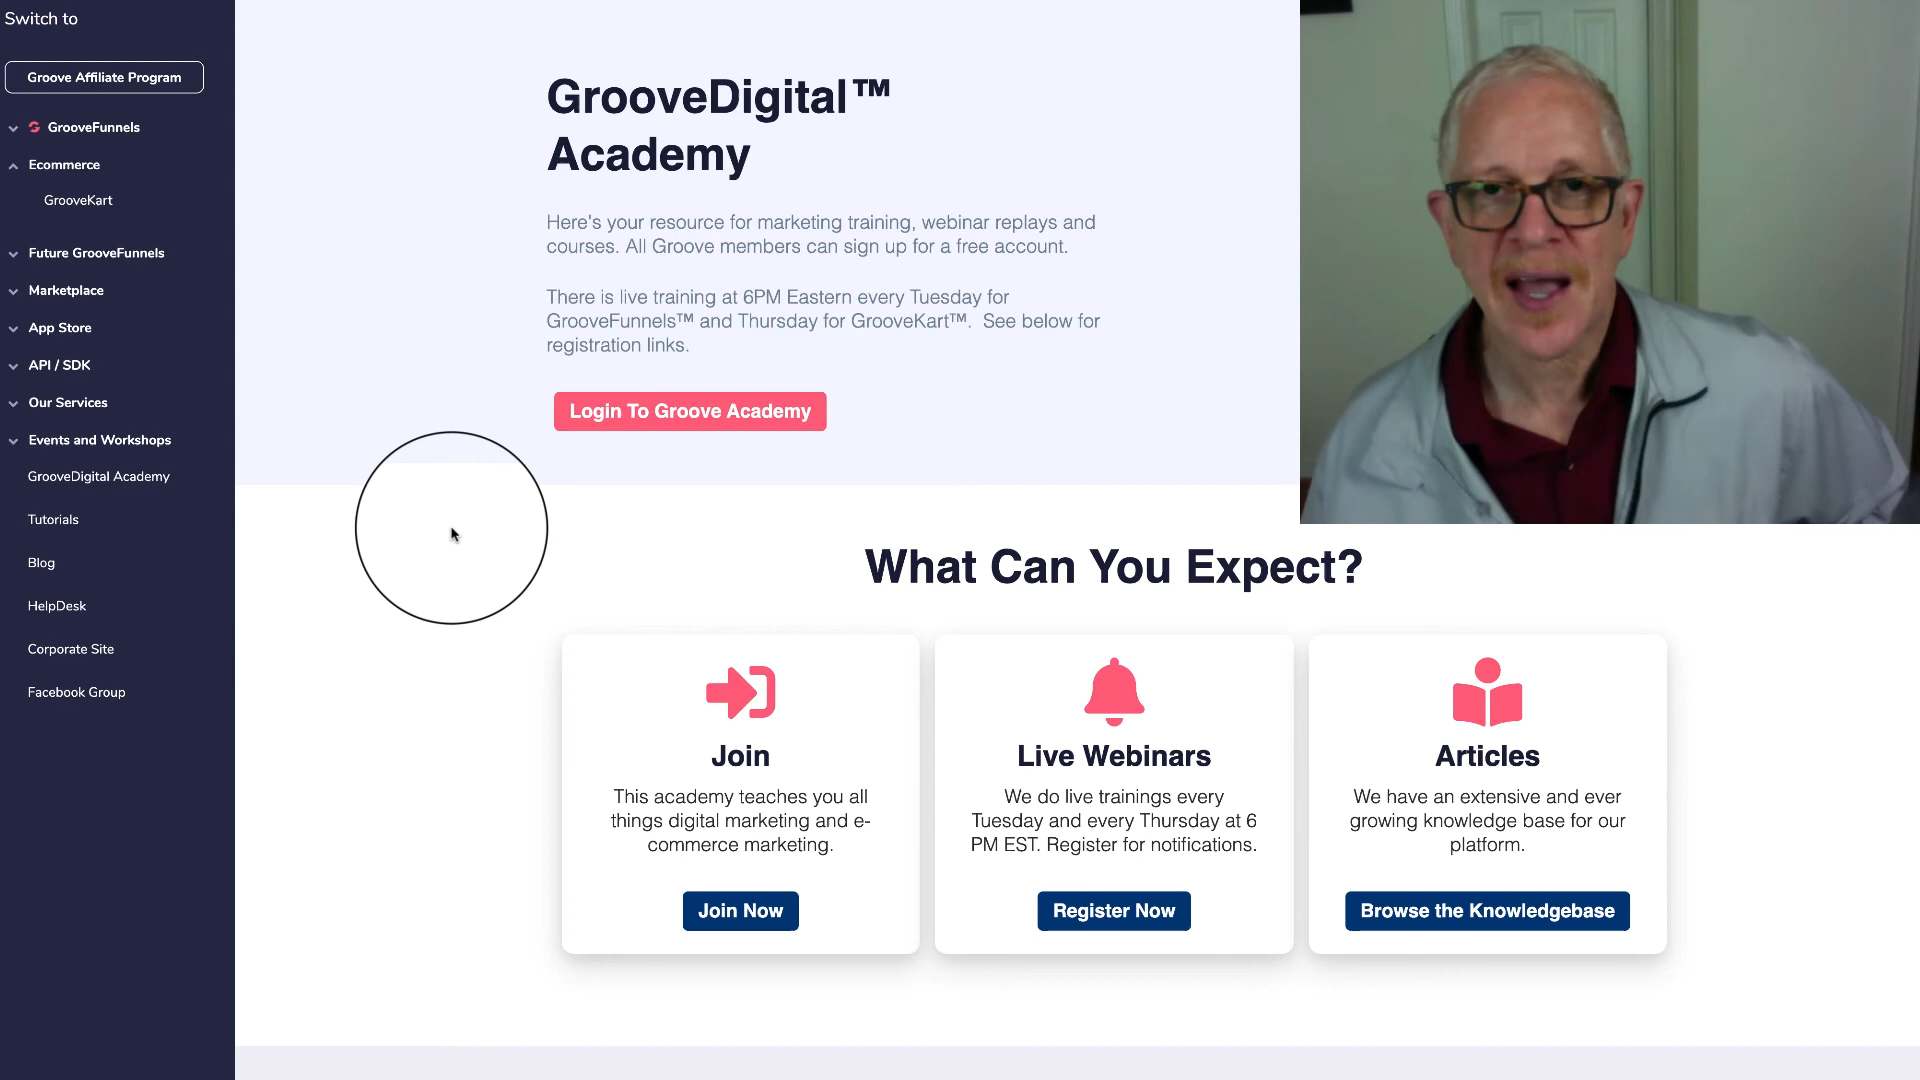 Switch to
Groove Affiliate Program
GrooveFunnels
Ecommerce
GrooveKart
Future GrooveFunnels
Marketplace
App Store
API / SDK
Our Services
Events and Workshops
GrooveDigital Academy
Tutorials
Blog
HelpDesk
Corporate Site
Facebook Group
GrooveDigital™
Academy
Here's your resource for marketing training, webinar replays and
courses. All Groove members can sign up for a free account.
There is live training at 6PM Eastern every Tuesday for
GrooveFunnels™ and Thursday for GrooveKart™.  See below for
registration links.
Login To Groove Academy
What Can You Expect?
Join
This academy teaches you all
things digital marketing and e-
commerce marketing.
Join Now
Live Webinars
We do live trainings every
Tuesday and every Thursday at 6
PM EST. Register for notifications.
Register Now
Articles
We have an extensive and ever
growing knowledge base for our
platform.
Browse the Knowledgebase